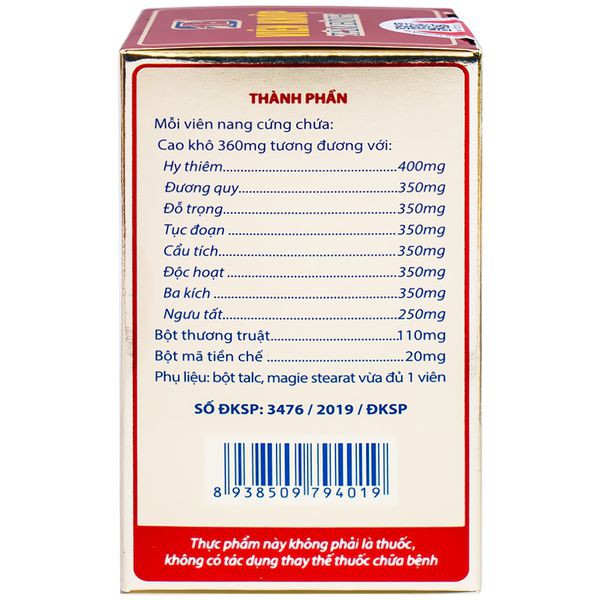 THÀNH PHẦN
Mỗi viên nang cứng chứa:
Cao khô 360mg tương đương với:
Hy thiêm..............................400mg
Đương quy..........................350mg
Đỗ trọng..............................350mg
Tục đoạn.............................350mg
Cẩu tích...............................350mg
Độc hoạt..............................350mg
Ba kích................................350mg
Ngưu tất..............................250mg
Bột thương truật..................110mg
Bột mã tiền chế ...................20mg
Phụ liệu: bột talc, magie stearat vừa đủ 1 viên
SỐ ĐKSP: 3476 / 2019 / ĐKSP
8 938509 794019
Thực phẩm này không phải là thuốc,
không có tác dụng thay thế thuốc chữa bệnh